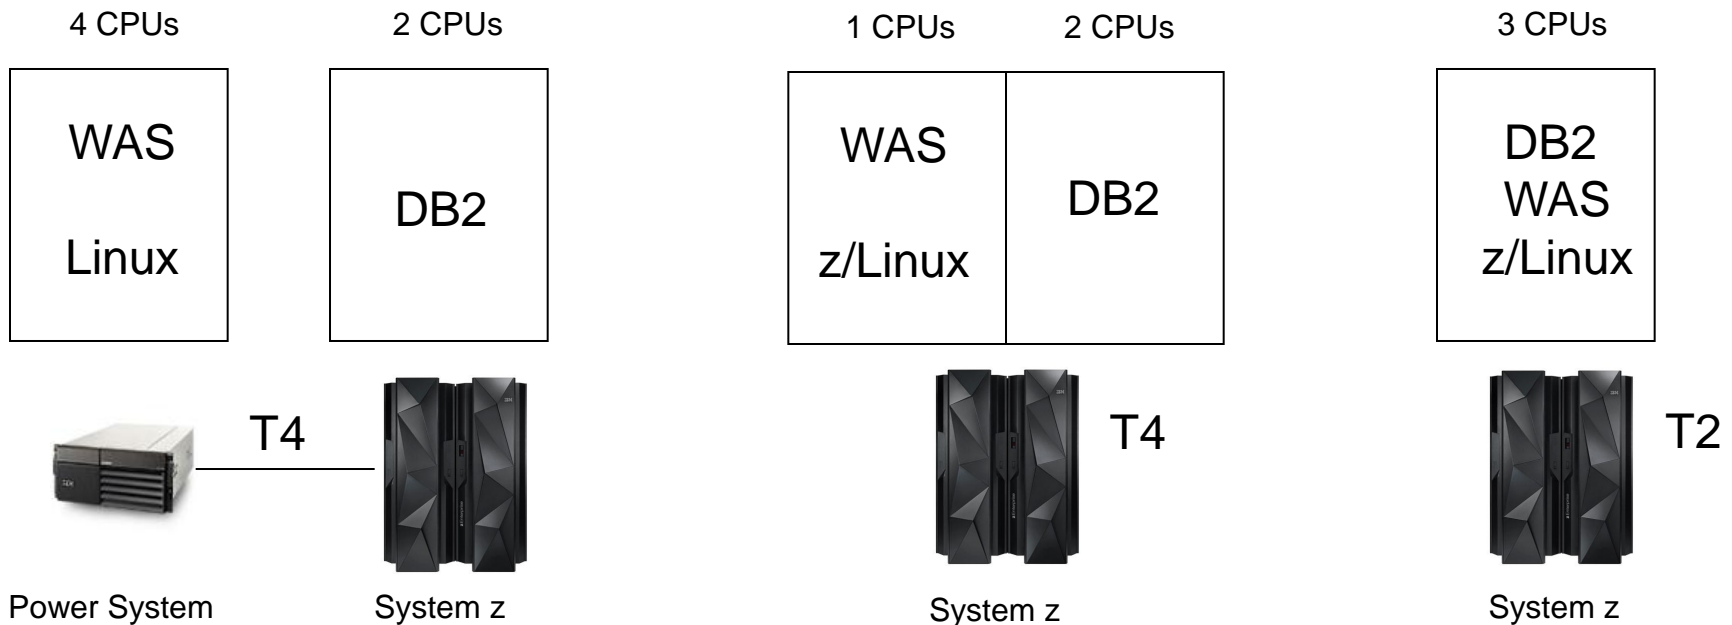 4 CPUs
2 CPUs
1 CPUs
2 CPUs
3 CPUs
WAS
Linux
DB2
WAS
z/Linux
DB2
DB2
WAS
z/Linux
T4
T4
T2
Power System
System z
System z
System z